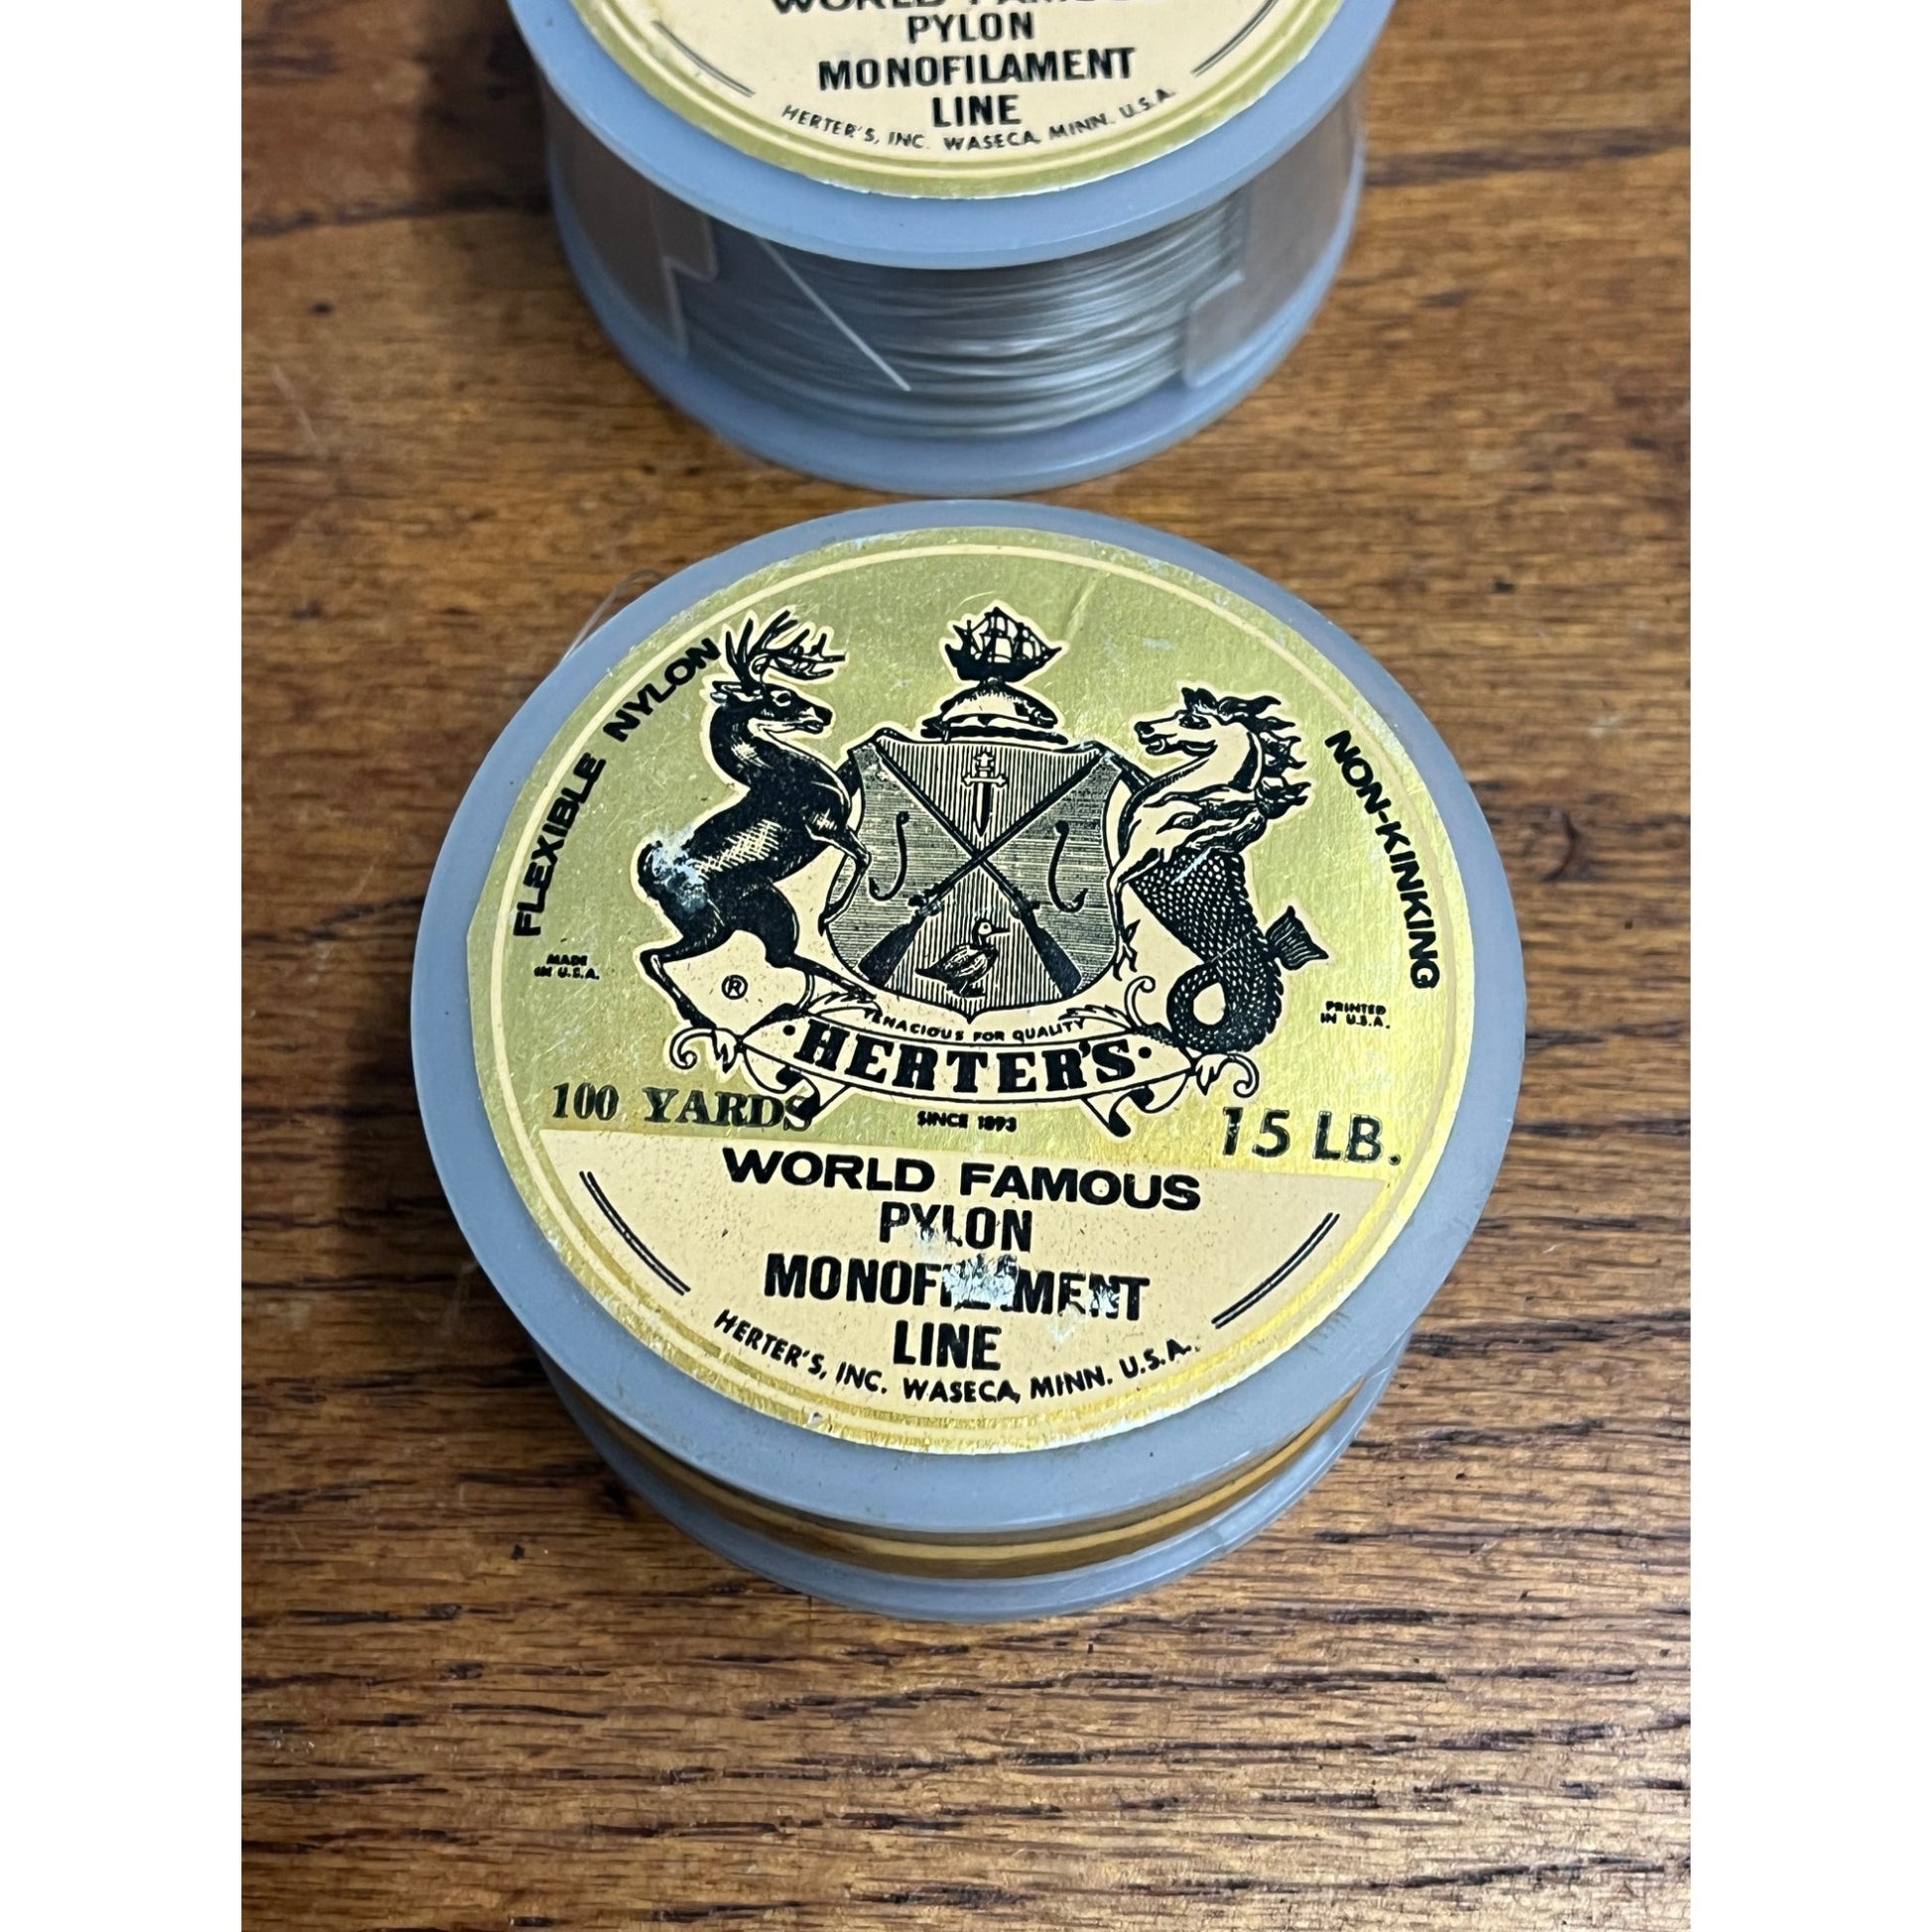 WORLD FAMOUS
PYLON
MONOFILAMENT
LINE
HERTER'S, INC. WASECA, MINN. U.S.A.
FLEXIBLE NYLON
NON-KINKING
MADE
IN U.S.A.
®
PRINTED
IN U.S.A.
TENACIOUS FOR QUALITY
·HERTER'S·
100 YARDS
SINCE 1893
15 LB.
WORLD FAMOUS
PYLON
MONOFILAMENT
LINE
HERTER'S, INC. WASECA, MINN. U.S.A.